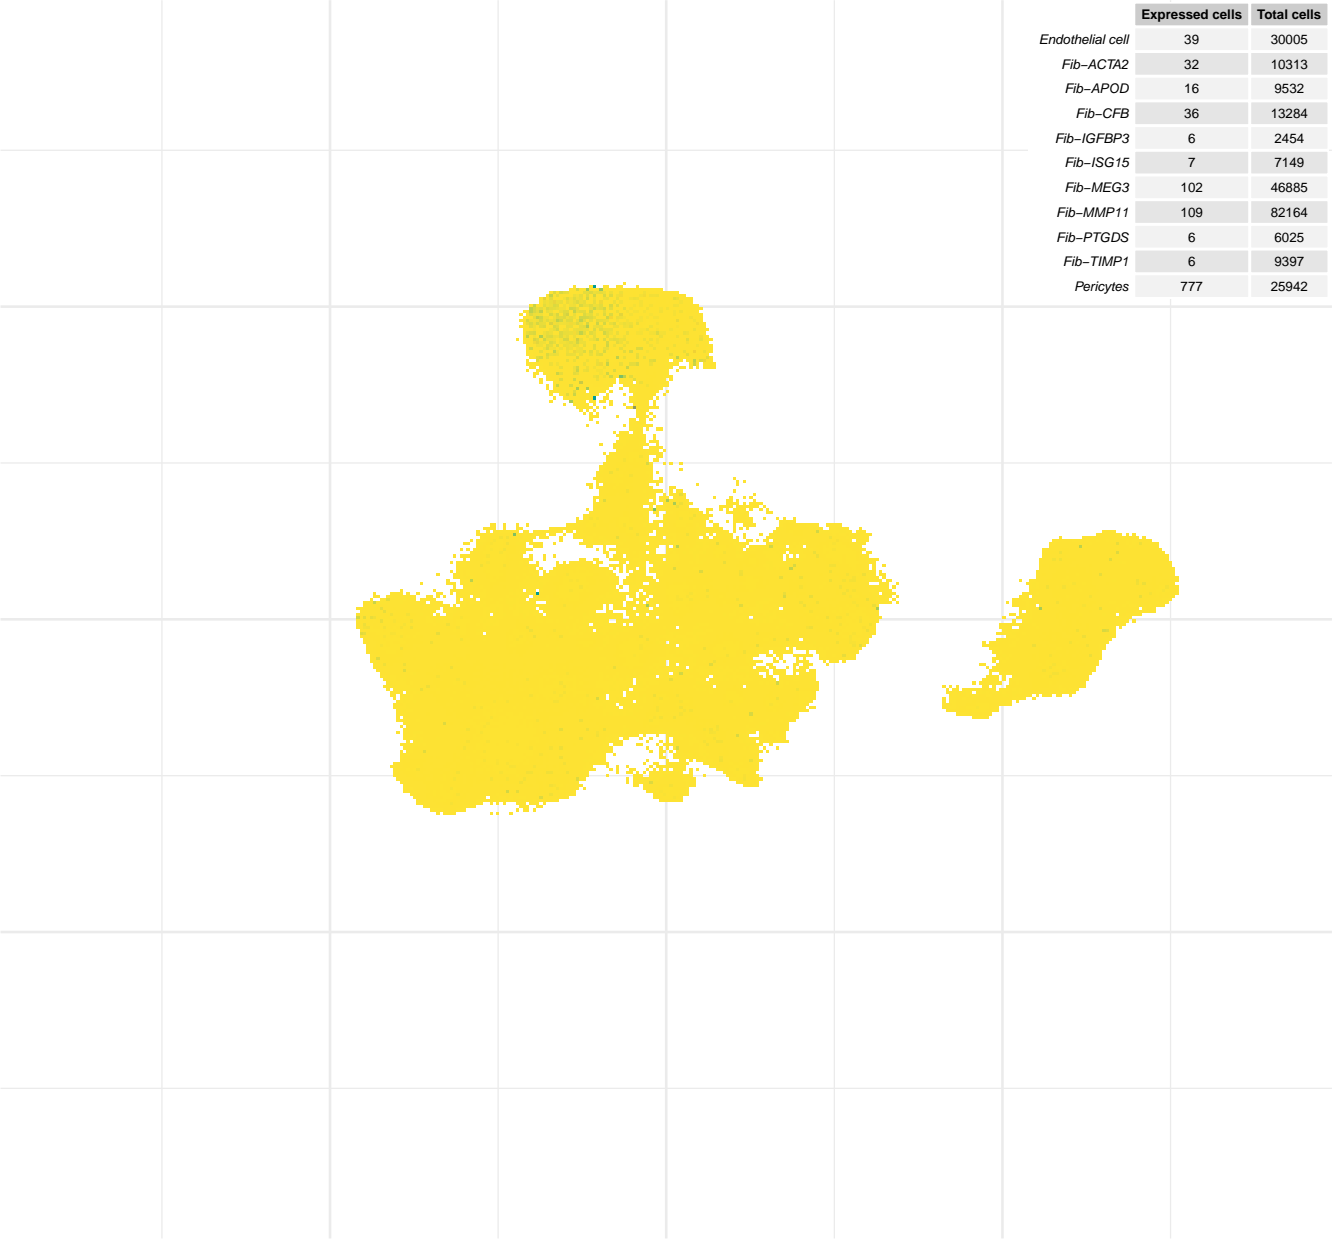 Expressed cells Total cells
Endothelial cell 39 30005
Fib−ACTA2 32 10313
Fib−APOD 16 9532
Fib−CFB 36 13284
Fib−IGFBP3 6 2454
Fib−ISG15 7 7149
Fib−MEG3 102 46885
Fib−MMP11 109 82164
Fib−PTGDS 6 6025
Fib−TIMP1 6 9397
Pericytes 777 25942